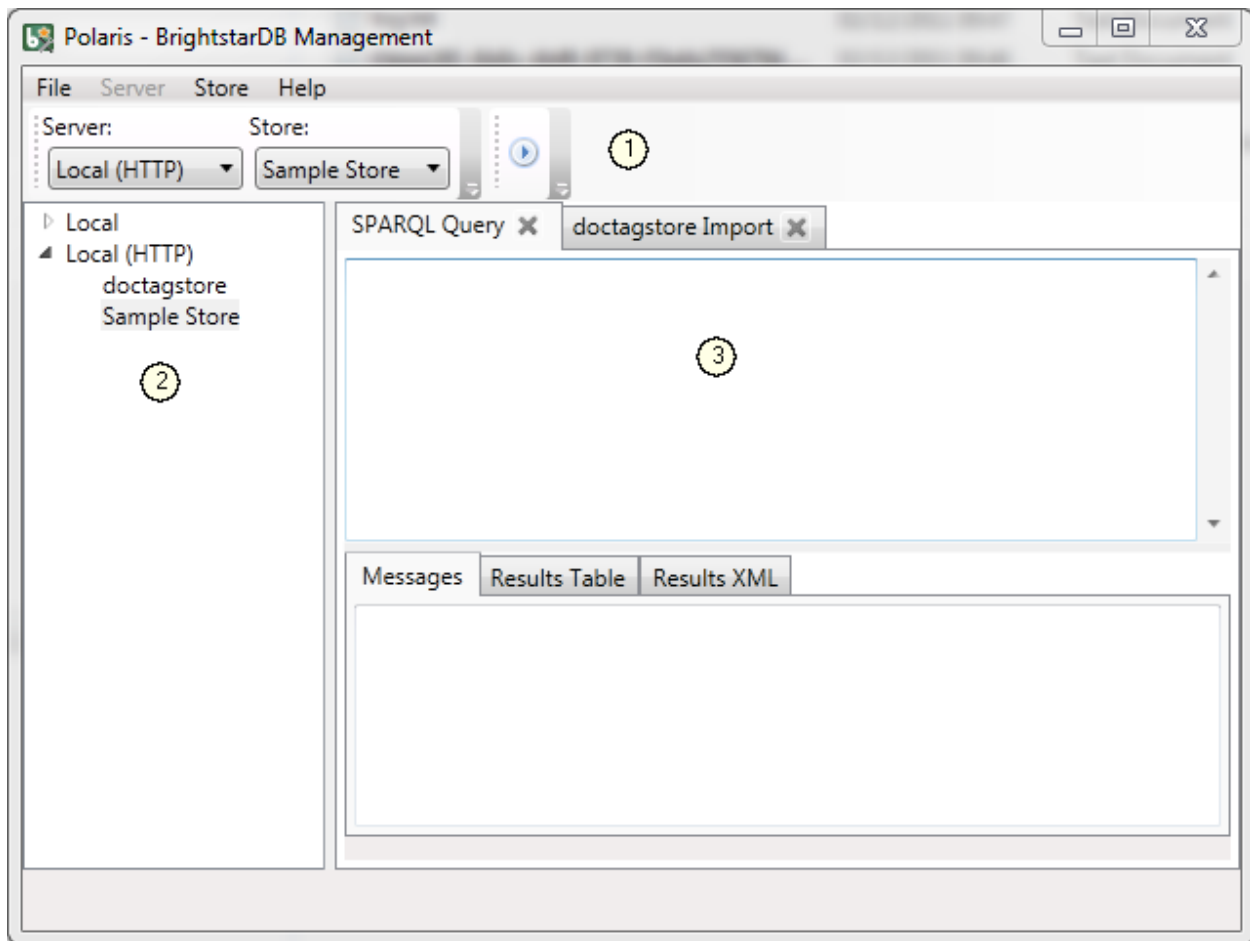 Polaris - BrightstarDB Management
File Server Store Help
Server: Store:
Local (HTTP) Sample Store
1
Local
Local (HTTP)
doctagstore
Sample Store
2
SPARQL Query doctagstore Import
3
Messages Results Table Results XML